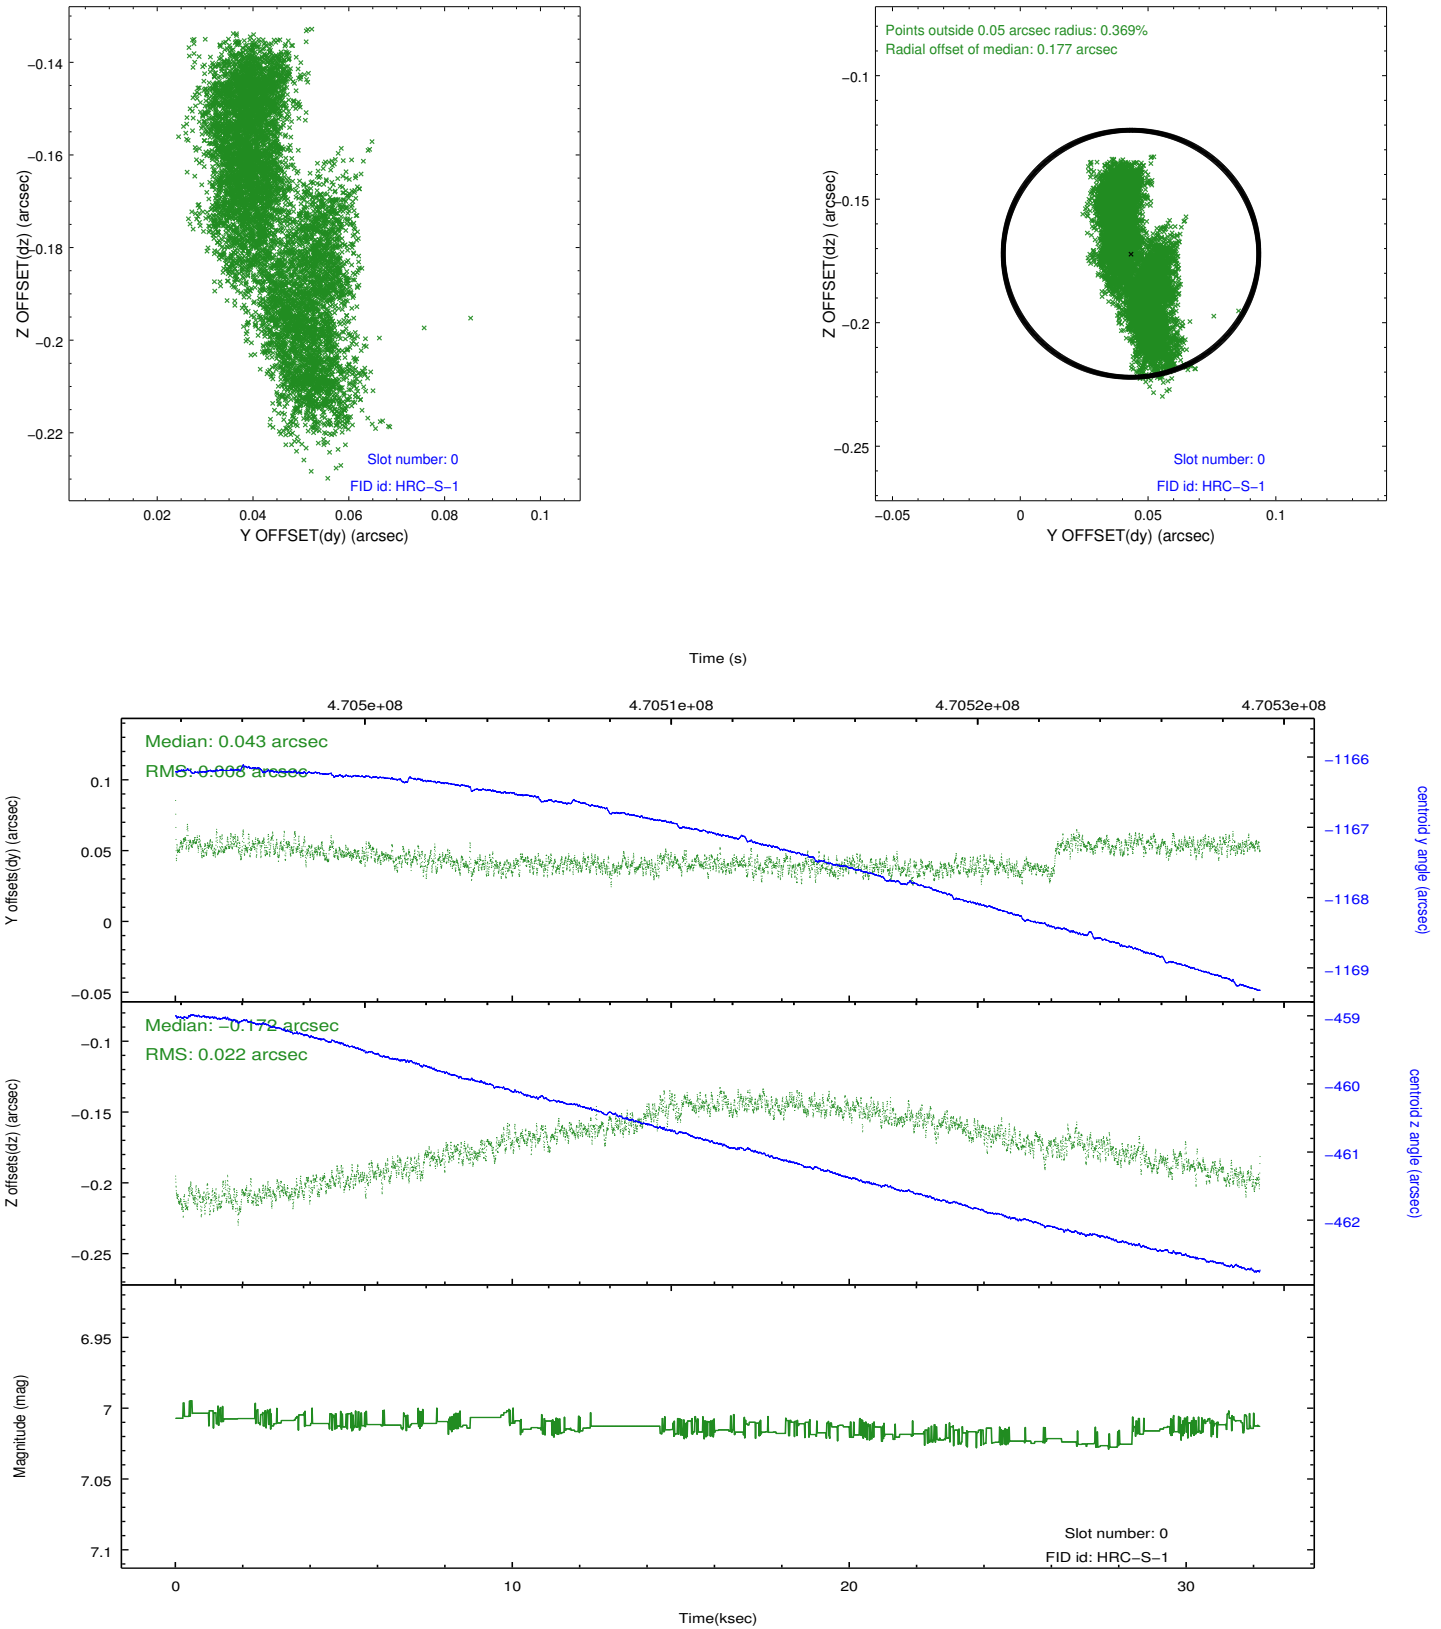 −0.14
−0.16
−0.18
−0.2
−0.22
Z OFFSET(dz) (arcsec)
Slot number: 0
FID id: HRC−S−1
0.02 0.04 0.06 0.08 0.1
Y OFFSET(dy) (arcsec)
Points outside 0.05 arcsec radius: 0.369%
Radial offset of median: 0.177 arcsec
−0.1
−0.15
−0.2
−0.25
Z OFFSET(dz) (arcsec)
Slot number: 0
FID id: HRC−S−1
−0.05 0 0.05 0.1
Y OFFSET(dy) (arcsec)
Time (s)
4.705e+08 4.7051e+08 4.7052e+08 4.7053e+08
Median: 0.043 arcsec
RMS: 0.008 arcsec
0.1
0.05
0
−0.05
Y offsets(dy) (arcsec)
−1166
−1167
−1168
−1169
centroid y angle (arcsec)
Median: −0.172 arcsec
RMS: 0.022 arcsec
−0.1
−0.15
−0.2
−0.25
Z offsets(dz) (arcsec)
−459
−460
−461
−462
centroid z angle (arcsec)
6.95
7
7.05
7.1
Magnitude (mag)
Slot number: 0
FID id: HRC−S−1
0 10 20 30
Time(ksec)